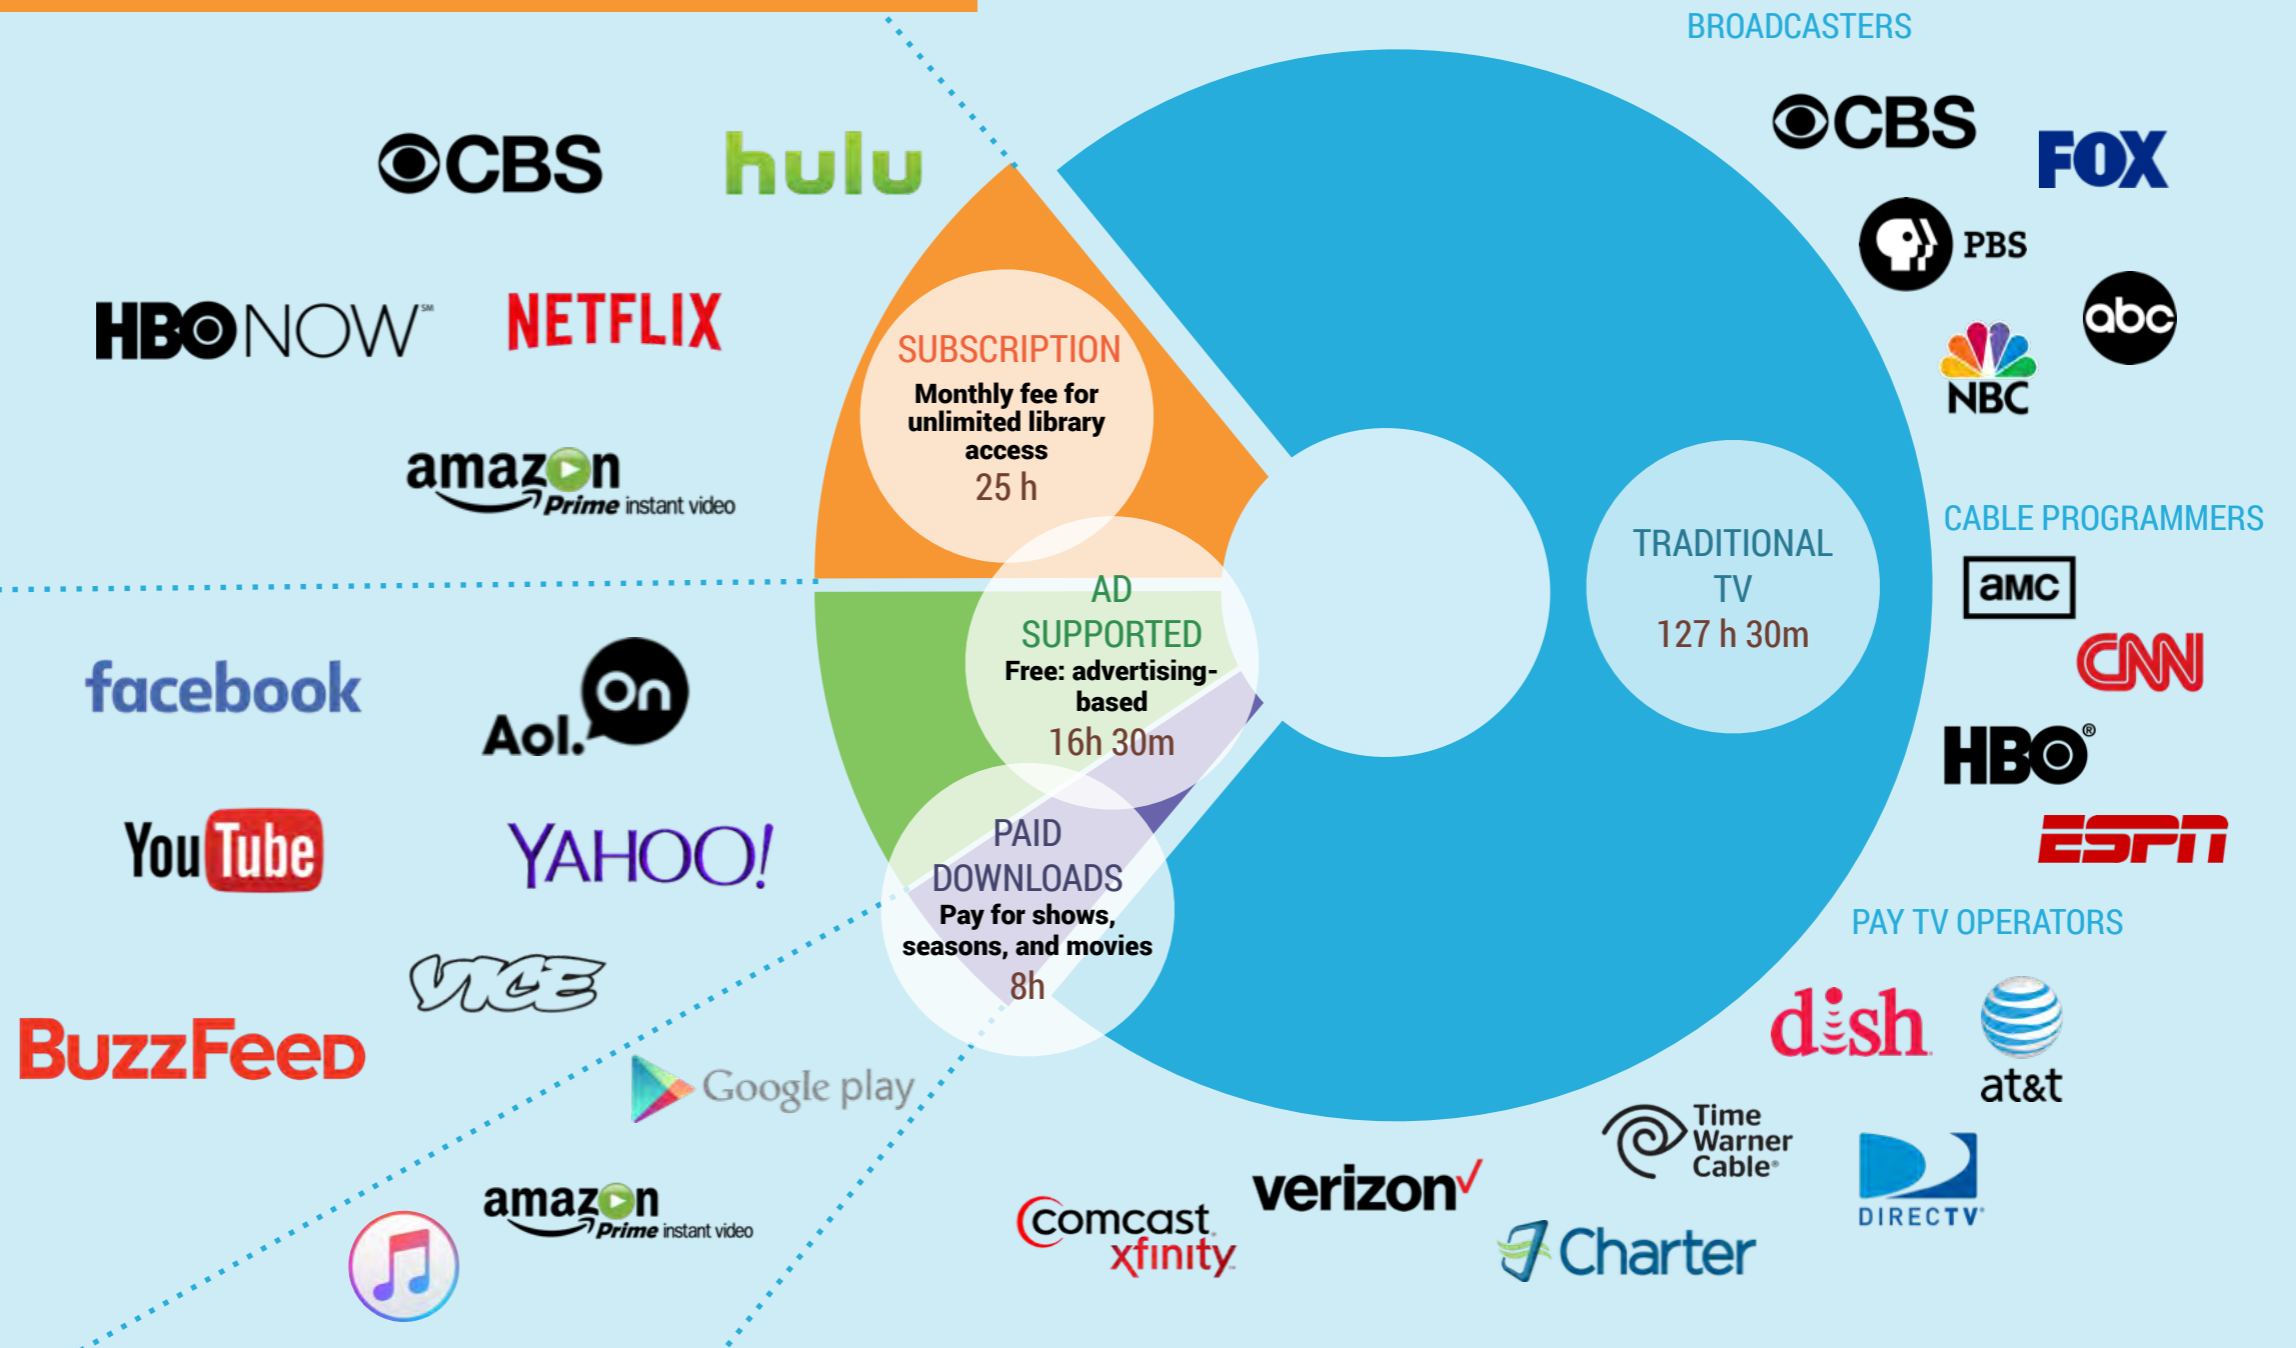 BROADCASTERS
CBS
FOX
PBS
abc
NBC
CBS
hulu
HBO NOW℠
NETFLIX
amazon
Prime instant video
SUBSCRIPTION
Monthly fee for
unlimited library
access
25 h
AD
SUPPORTED
Free: advertising-
based
16h 30m
PAID
DOWNLOADS
Pay for shows,
seasons, and movies
8h
TRADITIONAL
TV
127 h 30m
CABLE PROGRAMMERS
aMC
CNN
HBO®
ESPN
PAY TV OPERATORS
dish
at&t
Time
Warner
Cable®
DIRECTV
verizon
comcast
xfinity
Charter
facebook
Aol. On
YouTube
YAHOO!
VICE
BuzzFeed
Google play
amazon
Prime instant video